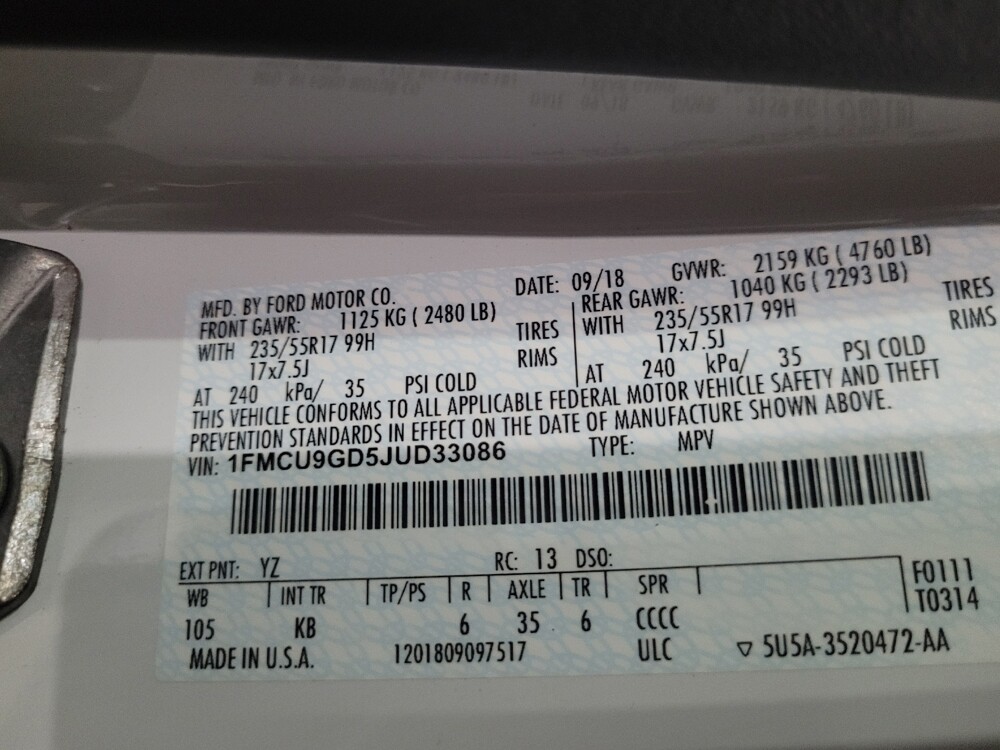 MFD. BY FORD MOTOR CO. DATE: 09/18 GVWR: 2159 KG ( 4760 LB)
FRONT GAWR: 1125 KG ( 2480 LB) REAR GAWR: 1040 KG ( 2293 LB)
WITH 235/55R17 99H TIRES WITH 235/55R17 99H TIRES
17x7.5J RIMS 17x7.5J RIMS
AT 240 kPa/ 35 PSI COLD AT 240 kPa/ 35 PSI COLD
THIS VEHICLE CONFORMS TO ALL APPLICABLE FEDERAL MOTOR VEHICLE SAFETY AND THEFT
PREVENTION STANDARDS IN EFFECT ON THE DATE OF MANUFACTURE SHOWN ABOVE.
VIN: 1FMCU9GD5JUD33086 TYPE: MPV
EXT PNT: YZ RC: 13 DSO:
WB INT TR TP/PS R AXLE TR SPR F0111
105 KB 6 35 6 CCCC T0314
MADE IN U.S.A. 1201809097517 ULC ▽ 5U5A-3520472-AA